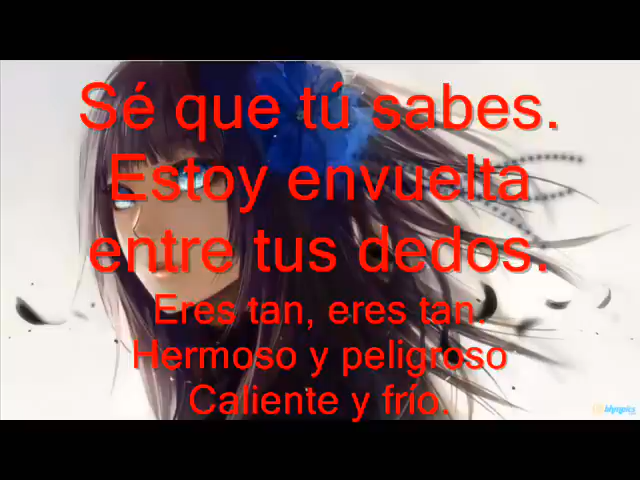 Sé que tú sabes.
Estoy envuelta
entre tus dedos.
Eres tan, eres tan.
Hermoso y peligroso
Caliente y frío.